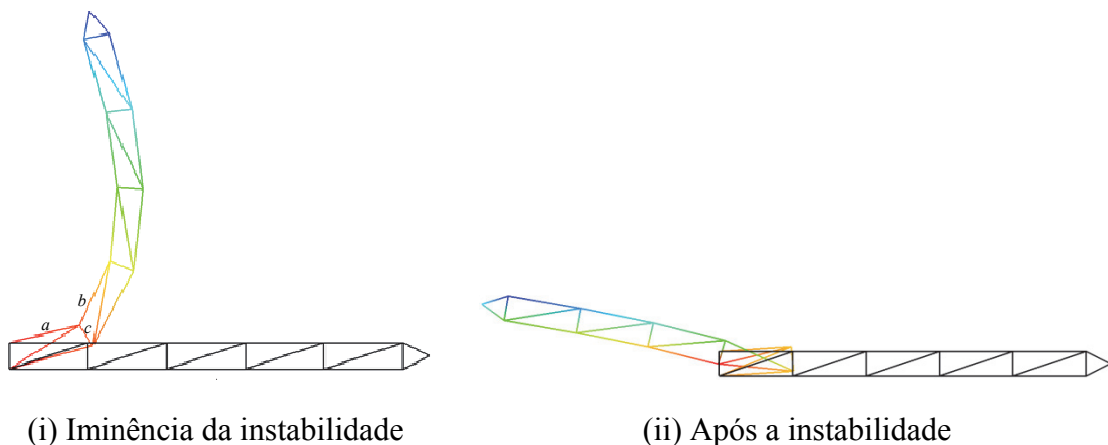 b
a
c
(i) Iminência da instabilidade
(ii) Após a instabilidade